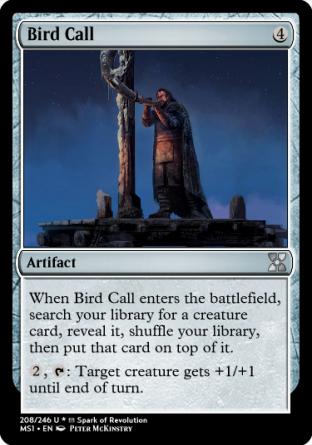 Bird Call 4
Artifact
When Bird Call enters the battlefield,
search your library for a creature
card, reveal it, shuffle your library,
then put that card on top of it.
2 , : Target creature gets +1/+1
until end of turn.
208/246 U * Spark of Revolution
MS1 • EN Peter McKinstry